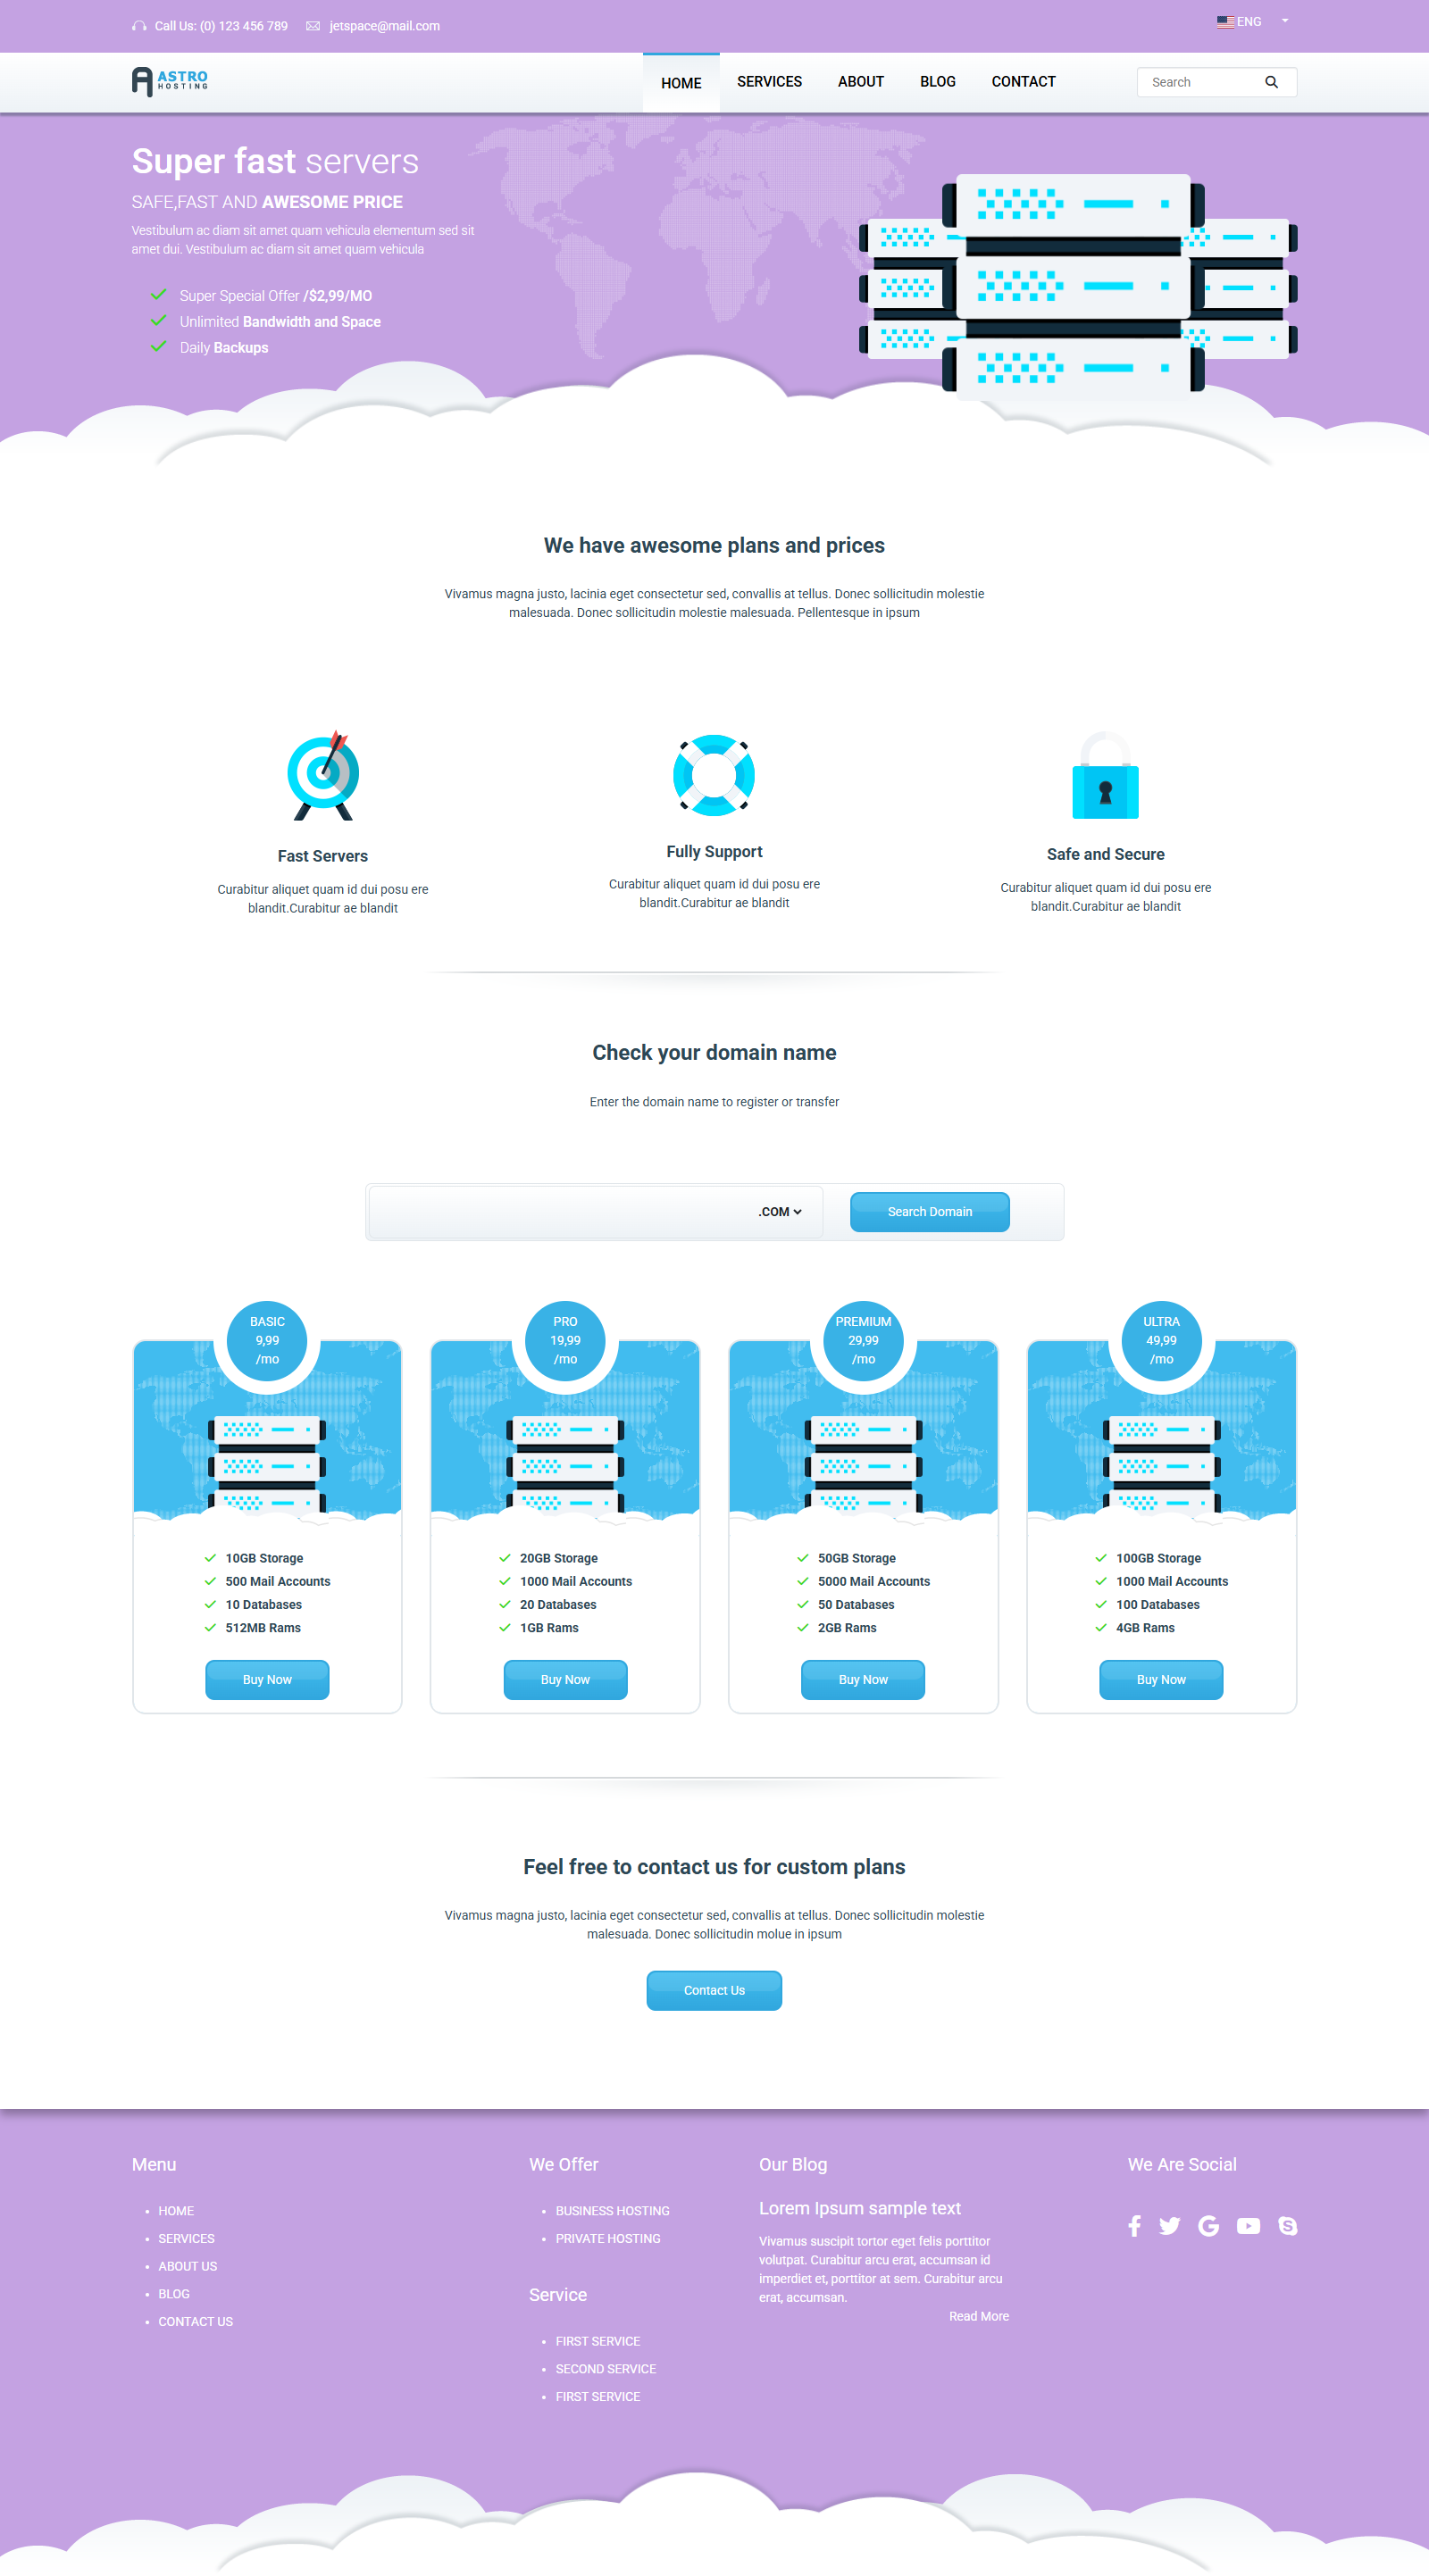 Call Us: (0) 123 456 789
jetspace@mail.com
ENG
ASTRO
HOSTING
HOME
SERVICES
ABOUT
BLOG
CONTACT
Search
Super fast servers
SAFE,FAST AND AWESOME PRICE
Vestibulum ac diam sit amet quam vehicula elementum sed sit
amet dui. Vestibulum ac diam sit amet quam vehicula
Super Special Offer /$2,99/MO
Unlimited Bandwidth and Space
Daily Backups
We have awesome plans and prices
Vivamus magna justo, lacinia eget consectetur sed, convallis at tellus. Donec sollicitudin molestie
malesuada. Donec sollicitudin molestie malesuada. Pellentesque in ipsum
Fast Servers
Curabitur aliquet quam id dui posu ere
blandit.Curabitur ae blandit
Fully Support
Curabitur aliquet quam id dui posu ere
blandit.Curabitur ae blandit
Safe and Secure
Curabitur aliquet quam id dui posu ere
blandit.Curabitur ae blandit
Check your domain name
Enter the domain name to register or transfer
.COM
Search Domain
BASIC
9,99
/mo
10GB Storage
500 Mail Accounts
10 Databases
512MB Rams
Buy Now
PRO
19,99
/mo
20GB Storage
1000 Mail Accounts
20 Databases
1GB Rams
Buy Now
PREMIUM
29,99
/mo
50GB Storage
5000 Mail Accounts
50 Databases
2GB Rams
Buy Now
ULTRA
49,99
/mo
100GB Storage
1000 Mail Accounts
100 Databases
4GB Rams
Buy Now
Feel free to contact us for custom plans
Vivamus magna justo, lacinia eget consectetur sed, convallis at tellus. Donec sollicitudin molestie
malesuada. Donec sollicitudin molue in ipsum
Contact Us
Menu
HOME
SERVICES
ABOUT US
BLOG
CONTACT US
We Offer
BUSINESS HOSTING
PRIVATE HOSTING
Service
FIRST SERVICE
SECOND SERVICE
FIRST SERVICE
Our Blog
Lorem Ipsum sample text
Vivamus suscipit tortor eget felis porttitor
volutpat. Curabitur arcu erat, accumsan id
imperdiet et, porttitor at sem. Curabitur arcu
erat, accumsan.
Read More
We Are Social